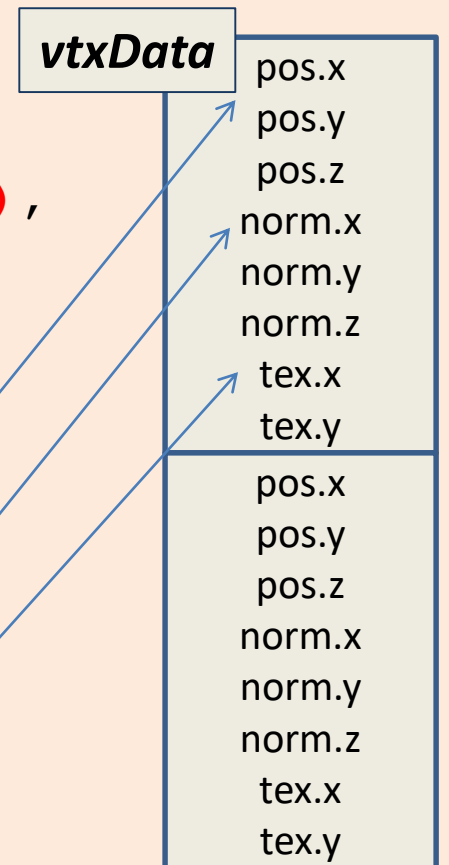 vtxData
pos.x
pos.y
pos.z
) ,
norm.x
norm.y
norm.z
tex.x
tex.y
pos.x
pos.y
pos.z
norm.x
norm.y
norm.z
tex.x
tex.y